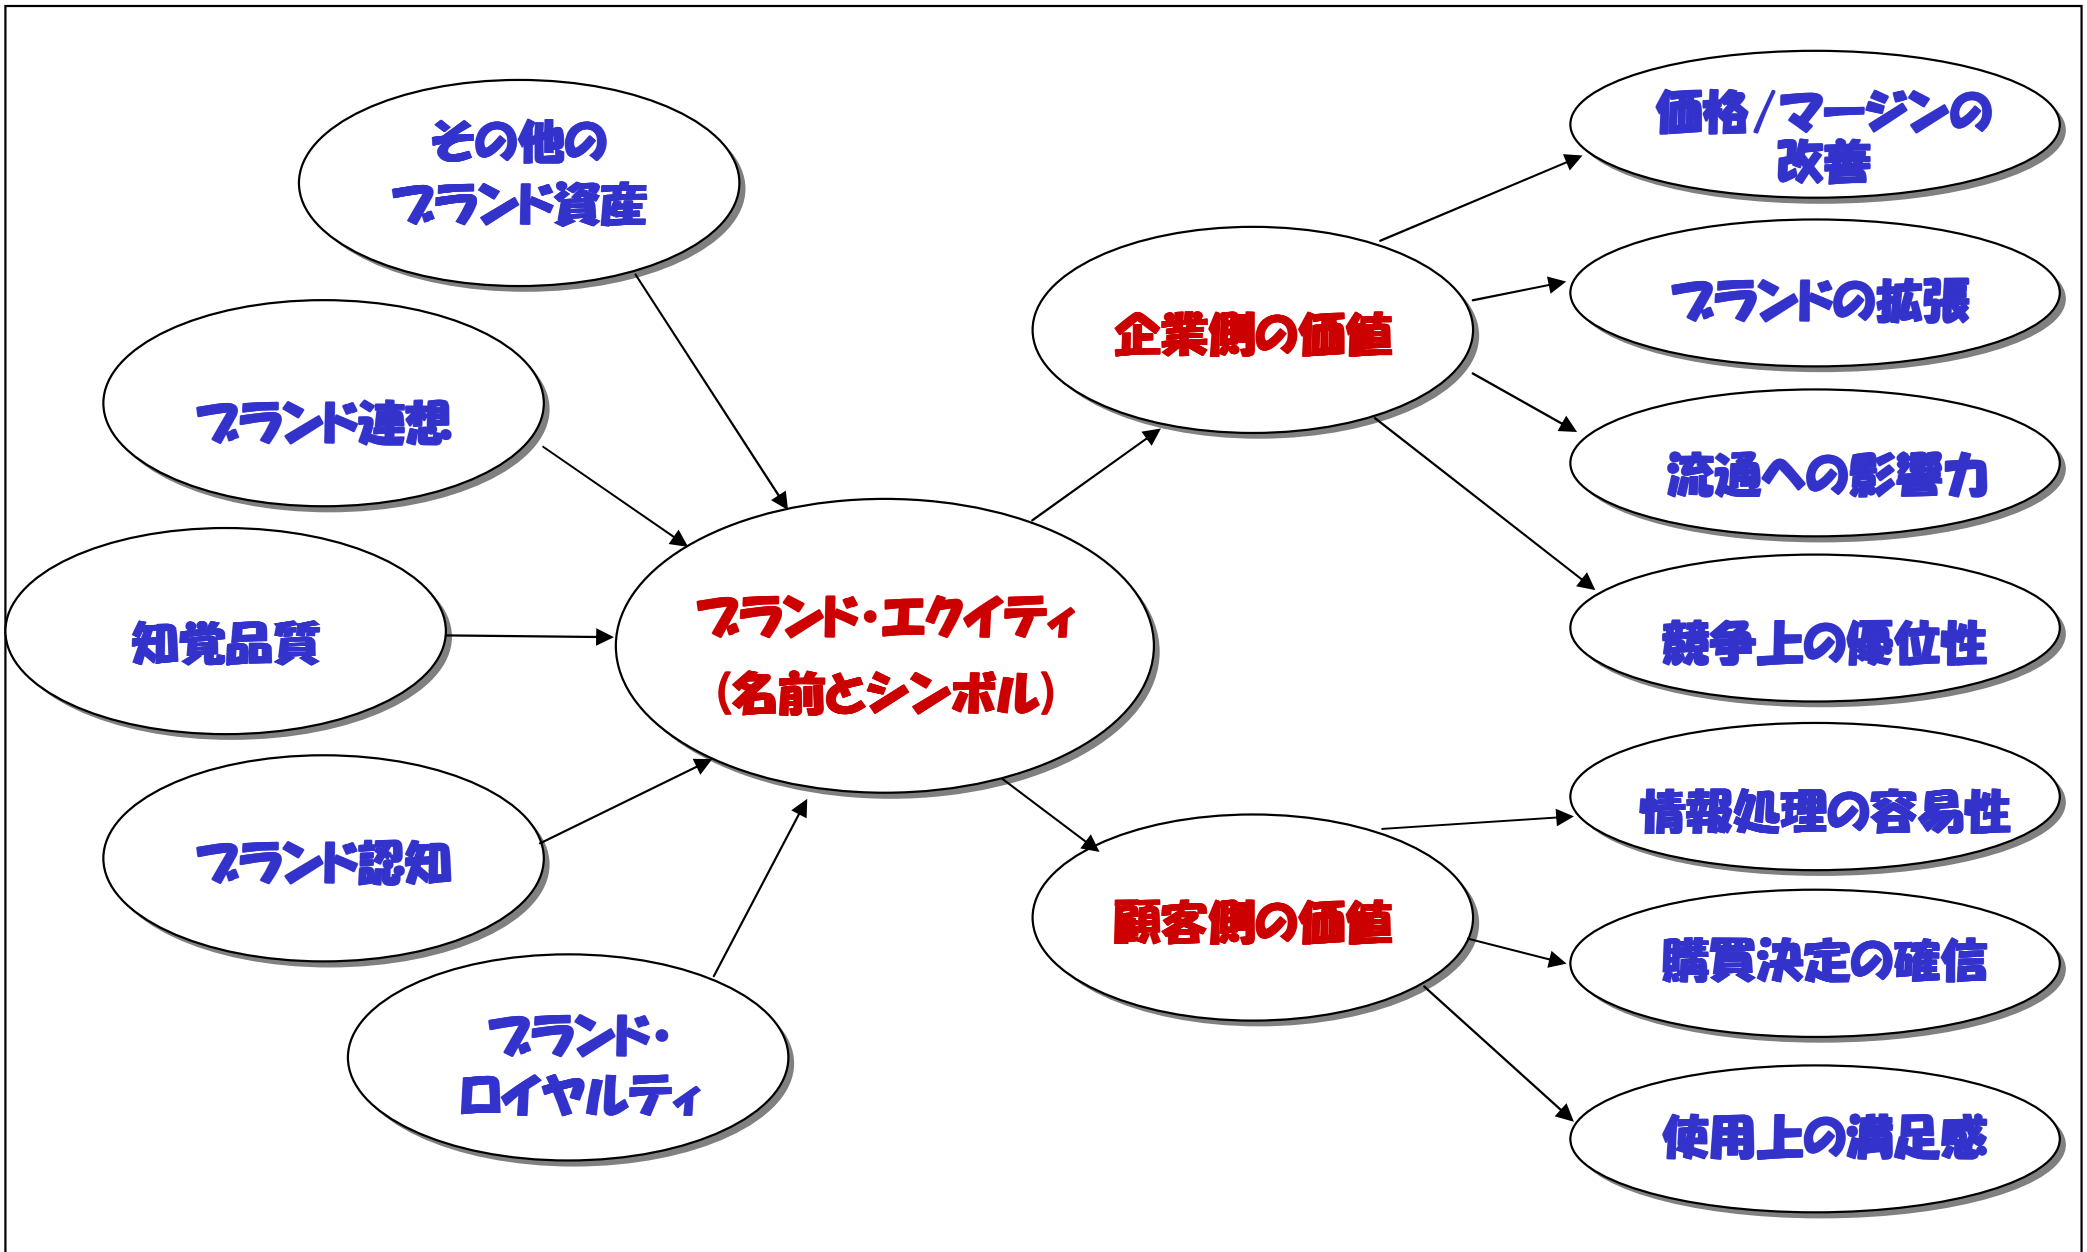 その他の
ブランド資産
ブランド連想
知覚品質
ブランド認知
ブランド・
ロイヤルティ
ブランド・エクイティ
(名前とシンボル)
企業側の価値
顧客側の価値
価格/マージンの
改善
ブランドの拡張
流通への影響力
競争上の優位性
情報処理の容易性
購買決定の確信
使用上の満足感